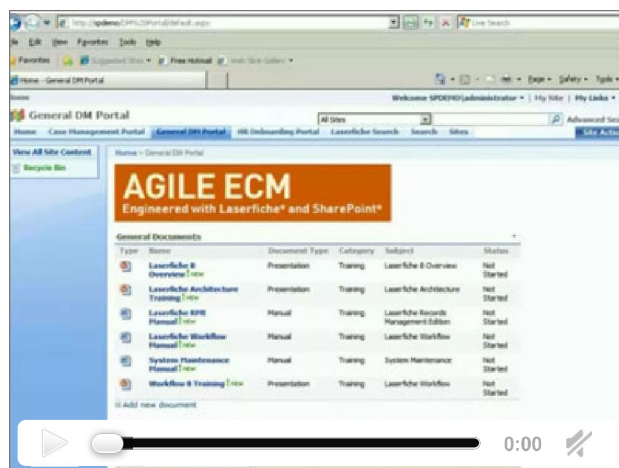 http://spdemo/DM%20Portal/default.aspx
Live Search
Edit View Favorites Tools Help
Favorites Suggested Sites Free Hotmail Web Slice Gallery
Home - General DM Portal
Page Safety Tools
Home
Welcome SPDEMO\administrator My Site | My Links
General DM Portal
All Sites
Advanced Sea
Home Case Management Portal General DM Portal HR Onboarding Portal Laserfiche Search Search Sites
Site Actio
View All Site Content
Home > General DM Portal
Recycle Bin
AGILE ECM
Engineered with Laserfiche® and SharePoint®
General Documents
Type Name Document Type Category Subject Status
Laserfiche 8 Overview NEW Presentation Training Laserfiche 8 Overview Not Started
Laserfiche Architecture Training NEW Presentation Training Laserfiche Architecture Not Started
Laserfiche RME Manual NEW Manual Training Laserfiche Records Management Edition Not Started
Laserfiche Workflow Manual NEW Manual Training Laserfiche Workflow Not Started
System Maintenance Manual NEW Manual Training System Maintenance Not Started
Workflow 8 Training NEW Presentation Training Laserfiche Workflow Not Started
Add new document
0:00